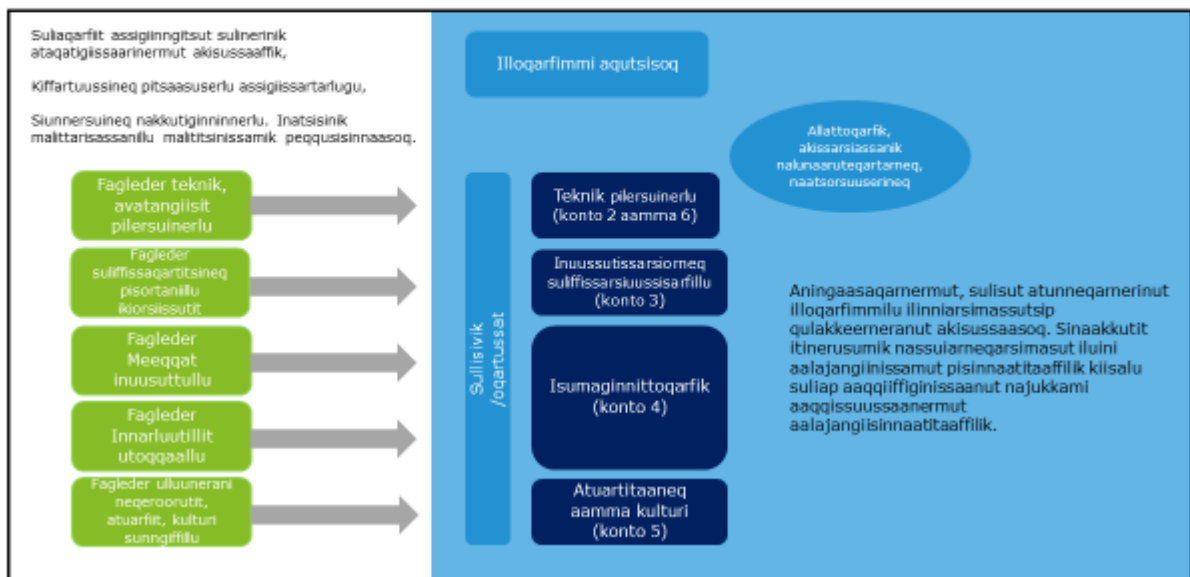 Suliaqarfiit assigiinngitsut sulinerinik
ataqatigiissaarinermut akisussaaffik,
Kiffartuussineq pitsaasuserlu assigiissartarlugu,
Siunnersuineq nakkutiginninnerlu. Inatsisinik
malittarisassanillu malititsinissamik peqqusisinnaasoq.
Fagleder teknik,
avatangiisit
pilersuinerlu
Fagleder
suliffissaqartitsineq
pisortanillu
ikiorsiissutit
Fagleder
Meeqqat
inuusuttullu
Fagleder
Innarluutillit
utoqqaallu
Fagleder ulluunerani
neqeroorutit,
atuarfiit, kulturi
sunngiffillu
Illoqarfimmi aqutsisoq
Allattoqarfik,
akissarsiassanik
nalunaaruteqartarneq,
naatsorsuuserineq
Sullisivik
/oqartussat
Teknik pilersuinerlu
(konto 2 aamma 6)
Inuussutissarsiorneq
suliffissarsiuussisarfillu
(konto 3)
Isumaginnittoqarfik
(konto 4)
Atuartitaaneq
aamma kulturi
(konto 5)
Aningaasaqarnermut, sulisut atunneqarnerinut
illoqarfimmilu ilinniarsimassutsip
qulakkeerneranut akisussaasoq. Sinaakkutit
itinerusumik nassuiarneqarsimasut iluini
aalajangiinissamut pisinnaatitaaffilik kiisalu
suliap aaqqiiffiginissaanut najukkami
aaqqissuussaanermut
aalajangiisinnaatitaaffilik.